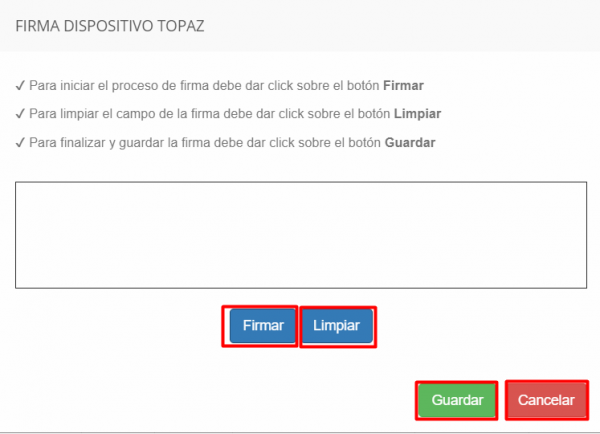 FIRMA DISPOSITIVO TOPAZ
✓ Para iniciar el proceso de firma debe dar click sobre el botón Firmar
✓ Para limpiar el campo de la firma debe dar click sobre el botón Limpiar
✓ Para finalizar y guardar la firma debe dar click sobre el botón Guardar
Firmar Limpiar
Guardar Cancelar